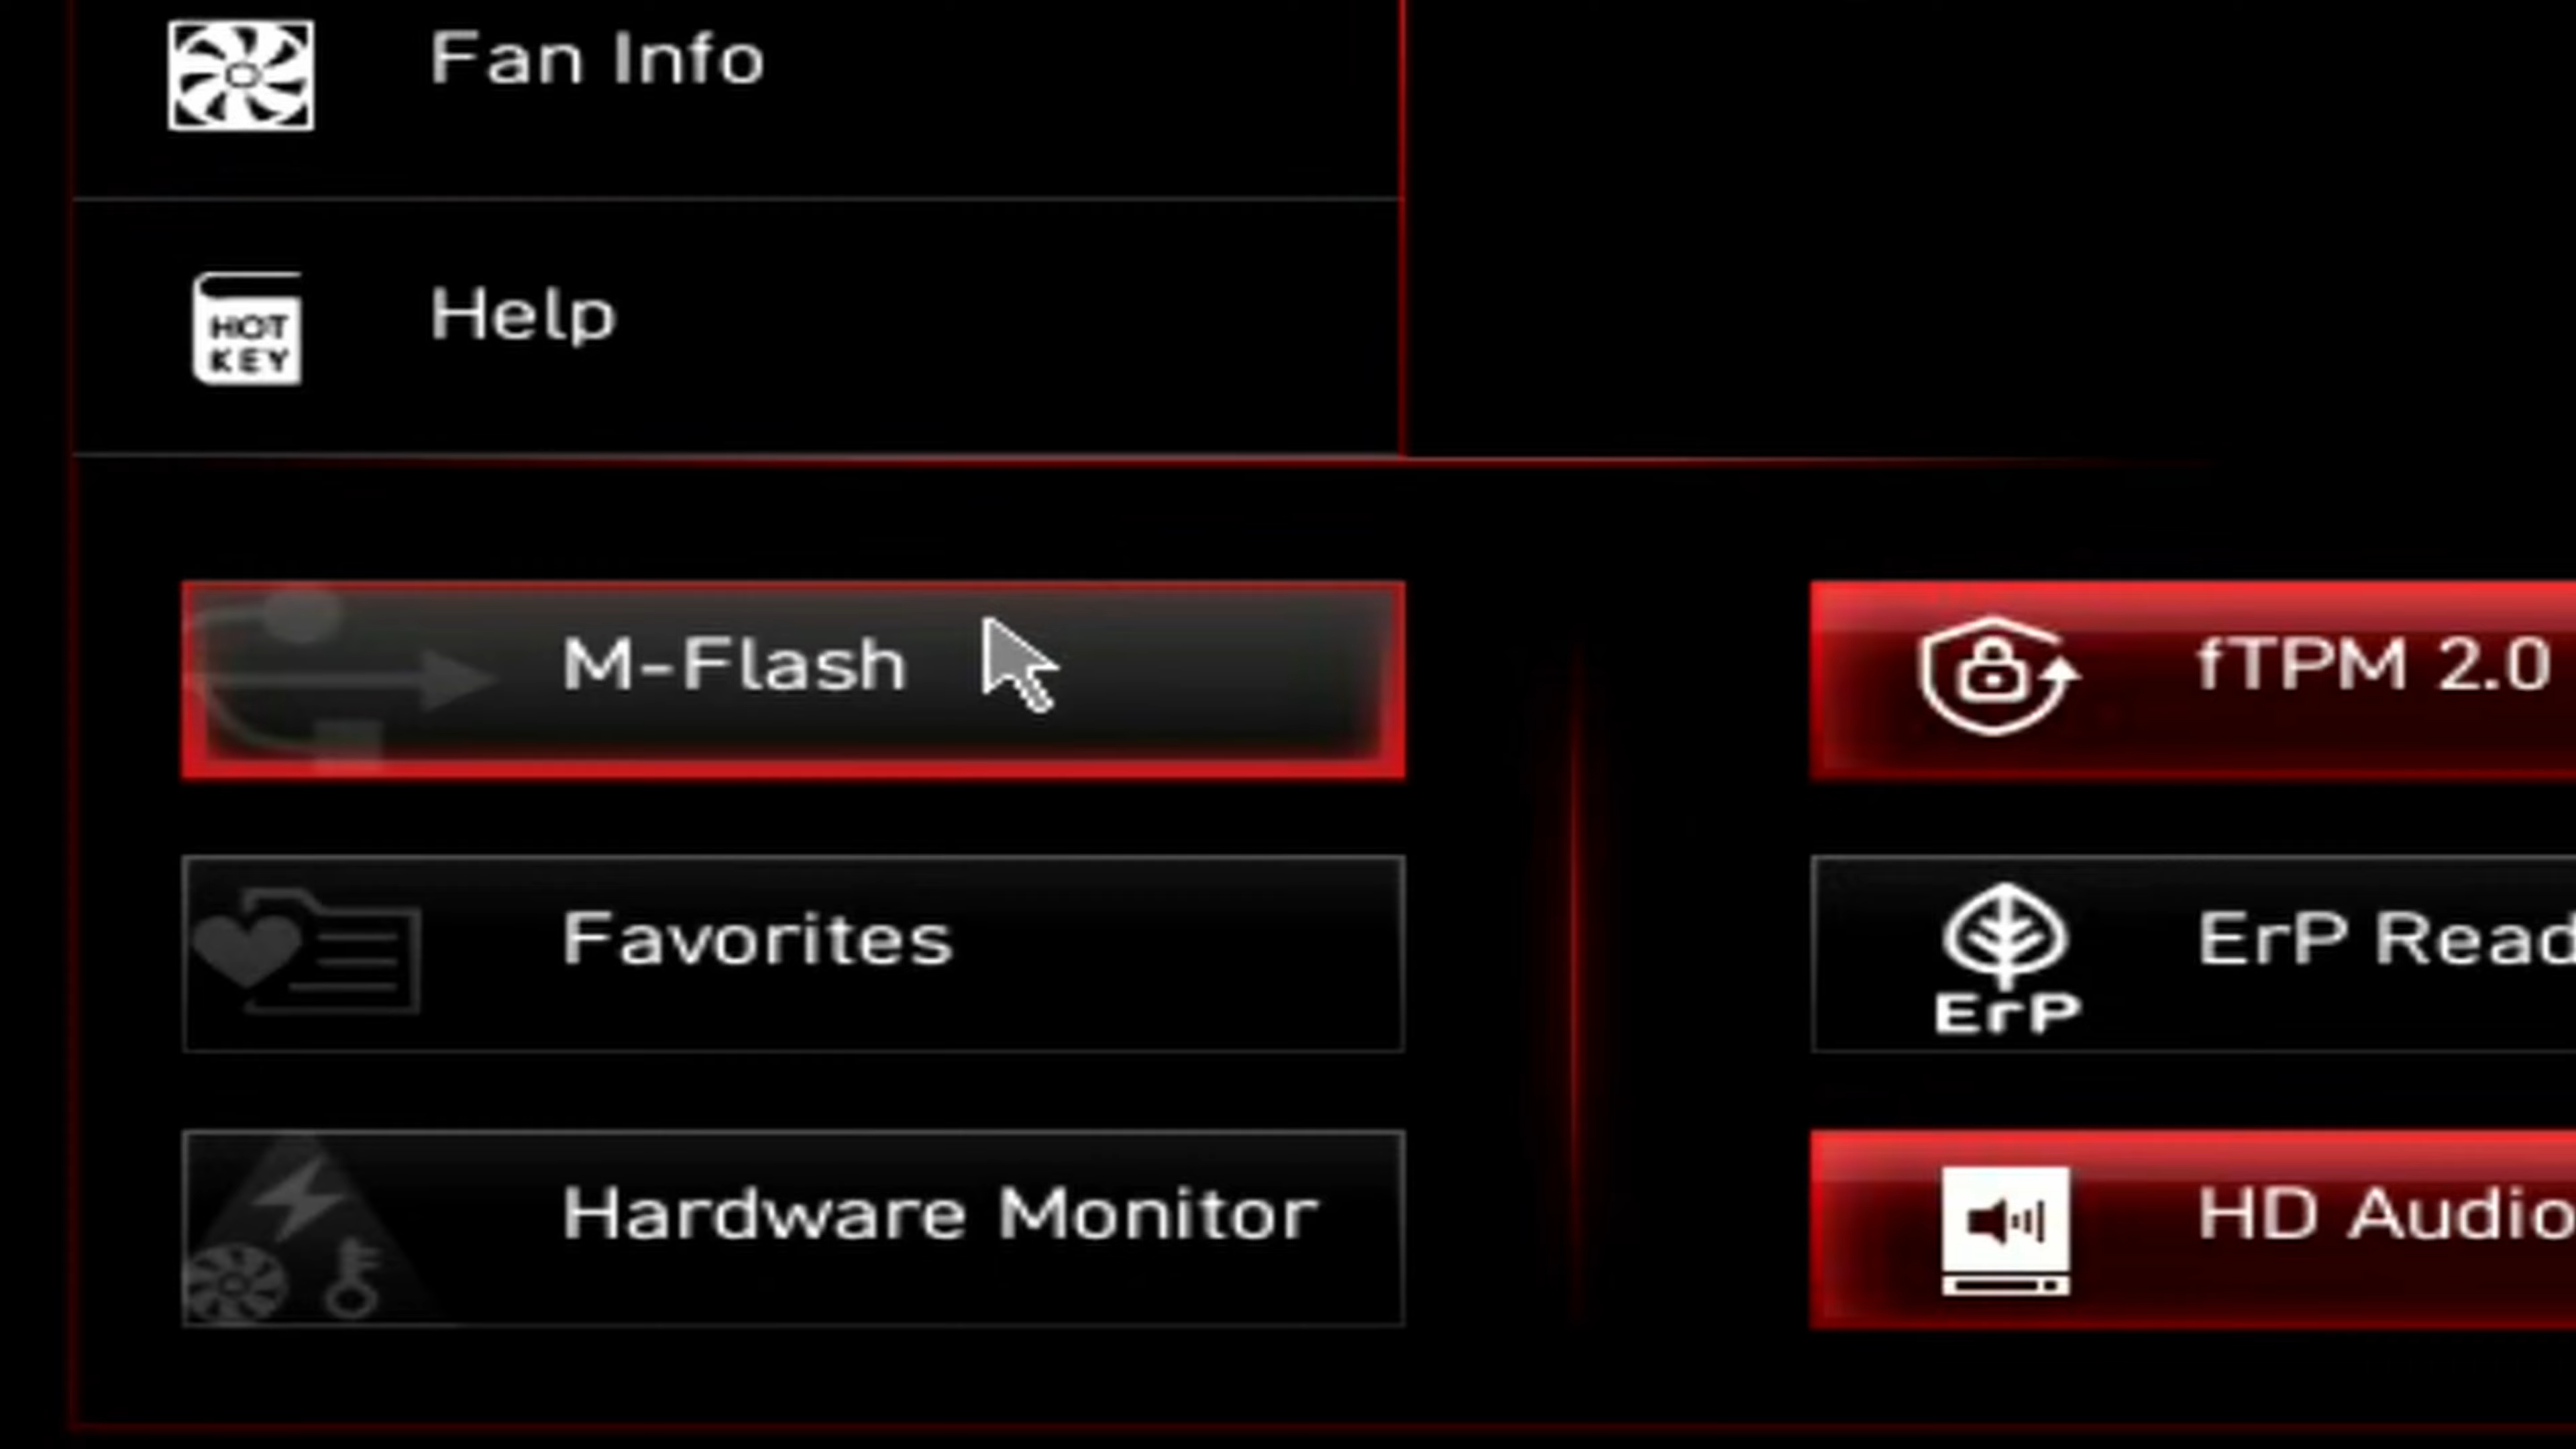 Fan Info
HOT
KEY
Help
M-Flash
fTPM 2.0
Favorites
ErP
ErP Read
Hardware Monitor
HD Audio